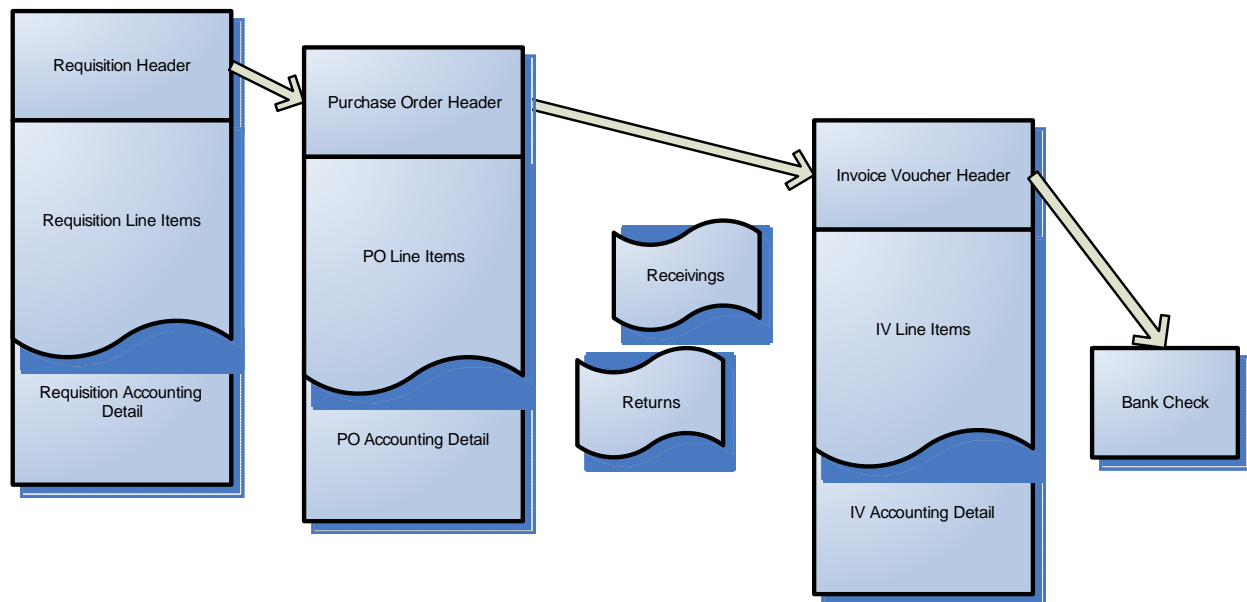 Requisition Header
Requisition Line Items
Requisition Accounting
Detail
Purchase Order Header
PO Line Items
PO Accounting Detail
Receivings
Returns
Invoice Voucher Header
IV Line Items
IV Accounting Detail
Bank Check